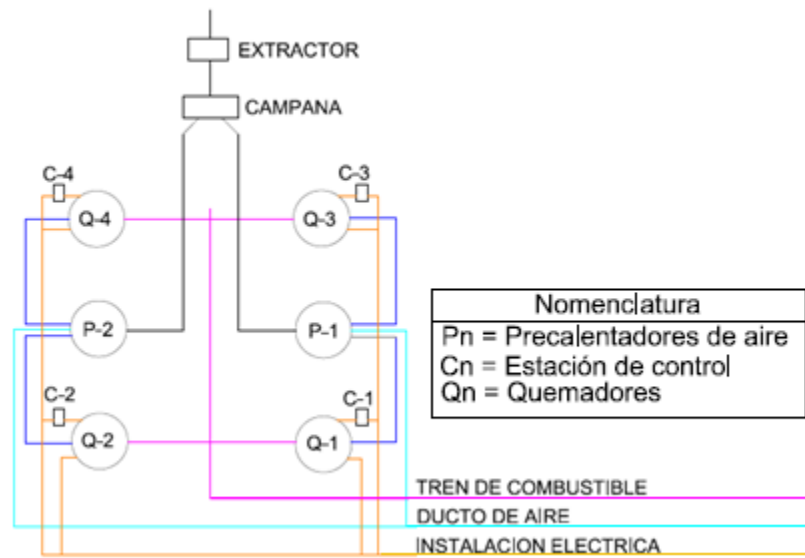 EXTRACTOR
CAMPANA
C-4
C-3
Q-4
Q-3
P-2
P-1
C-2
C-1
Q-2
Q-1
Nomenclatura
Pn = Precalentadores de aire
Cn = Estación de control
Qn = Quemadores
TREN DE COMBUSTIBLE
DUCTO DE AIRE
INSTALACION ELECTRICA